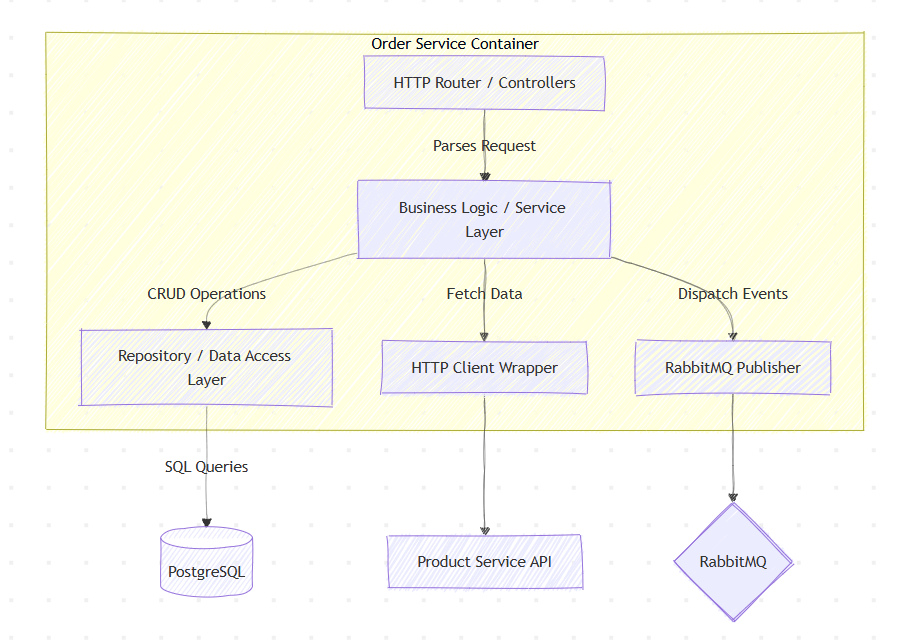 Order Service Container
HTTP Router / Controllers
Parses Request
Business Logic / Service
Layer
CRUD Operations
Fetch Data
Dispatch Events
Repository / Data Access
Layer
HTTP Client Wrapper
RabbitMQ Publisher
SQL Queries
PostgreSQL
Product Service API
RabbitMQ